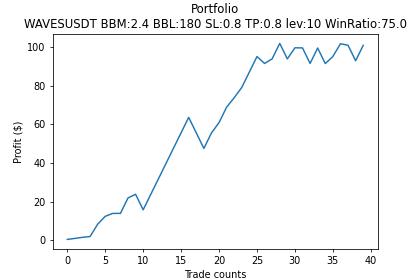 Portfolio
WAVESUSDT BBM:2.4 BBL:180 SL:0.8 TP:0.8 lev:10 WinRatio:75.0
100
80
60
40
20
0
Profit ($)
0 5 10 15 20 25 30 35 40
Trade counts